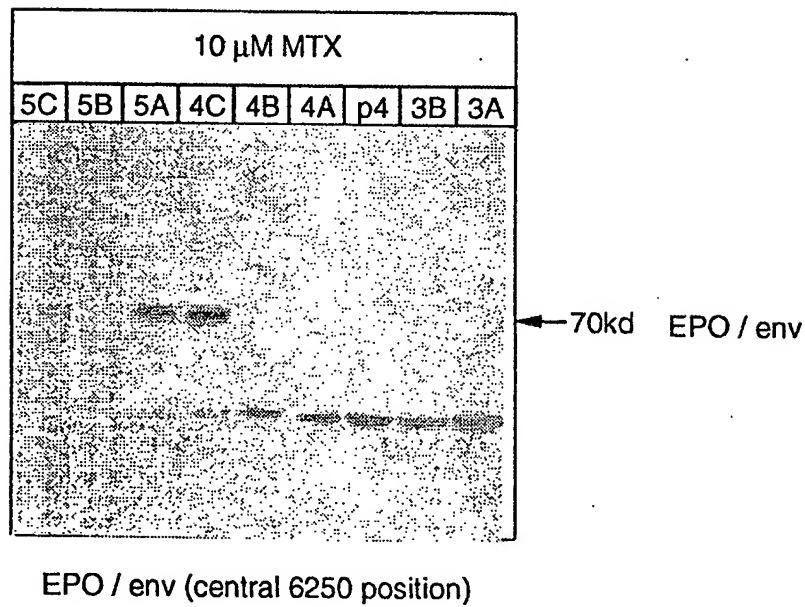 10 μM MTX
5C 5B 5A 4C 4B 4A p4 3B 3A
70kd EPO / env
EPO / env (central 6250 position)